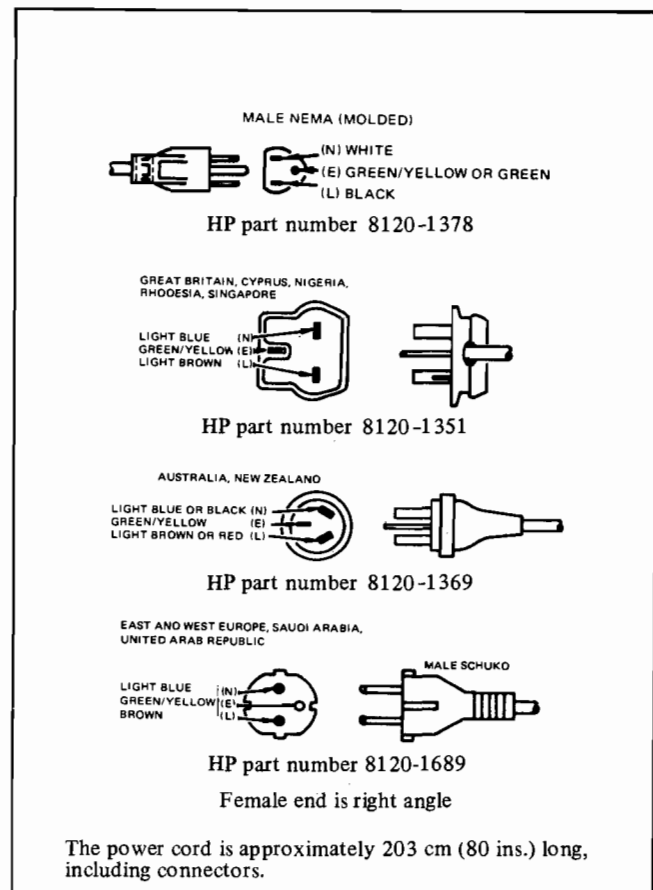 MALE NEMA (MOLDED)
(N) WHITE
(E) GREEN/YELLOW OR GREEN
(L) BLACK
HP part number 8120-1378
GREAT BRITAIN, CYPRUS, NIGERIA,
RHODESIA, SINGAPORE
LIGHT BLUE (N)
GREEN/YELLOW (E)
LIGHT BROWN (L)
HP part number 8120-1351
AUSTRALIA, NEW ZEALAND
LIGHT BLUE OR BLACK (N)
GREEN/YELLOW (E)
LIGHT BROWN OR RED (L)
HP part number 8120-1369
EAST AND WEST EUROPE, SAUDI ARABIA,
UNITED ARAB REPUBLIC
MALE SCHUKO
LIGHT BLUE (N)
GREEN/YELLOW (E)
BROWN (L)
HP part number 8120-1689
Female end is right angle
The power cord is approximately 203 cm (80 ins.) long,
including connectors.